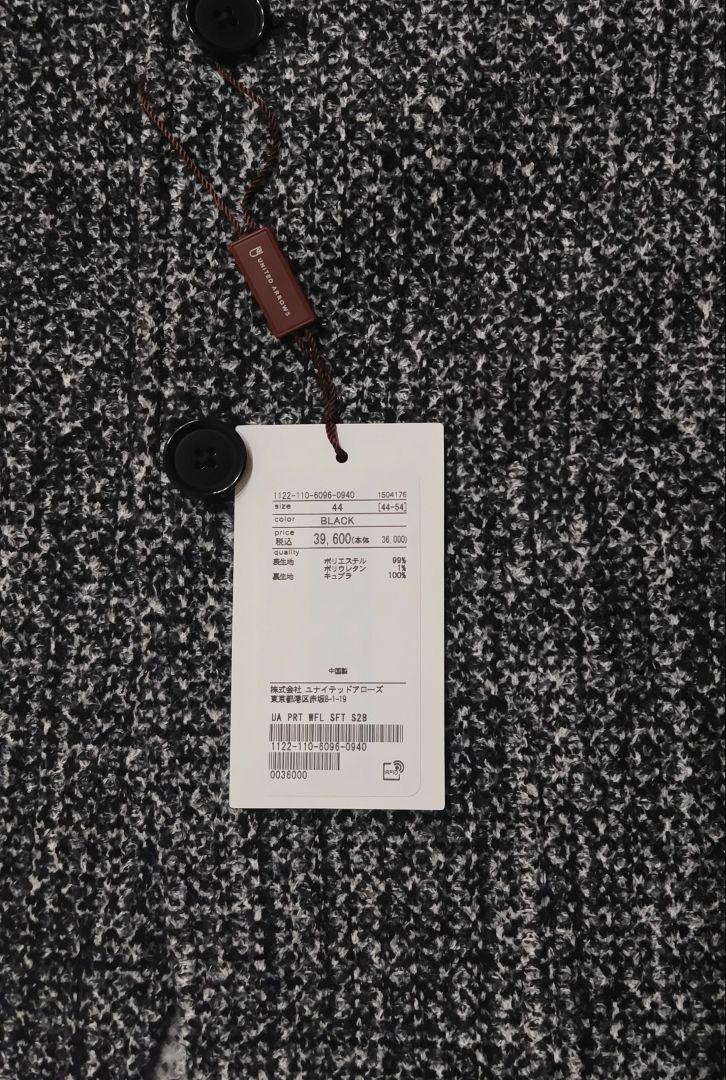 UNITED ARROWS
1122-110-6096-0940 1504176
size 44 [44-54]
color BLACK
price
税込 39,600(本体 36,000)
quality
表生地 ポリエステル 99%
ポリウレタン 1%
裏生地 キュプラ 100%
中国製
株式会社 ユナイテッドアローズ
東京都港区赤坂8-1-19
UA PRT WFL SFT S2B
1122-110-6096-0940
0036000
RFID